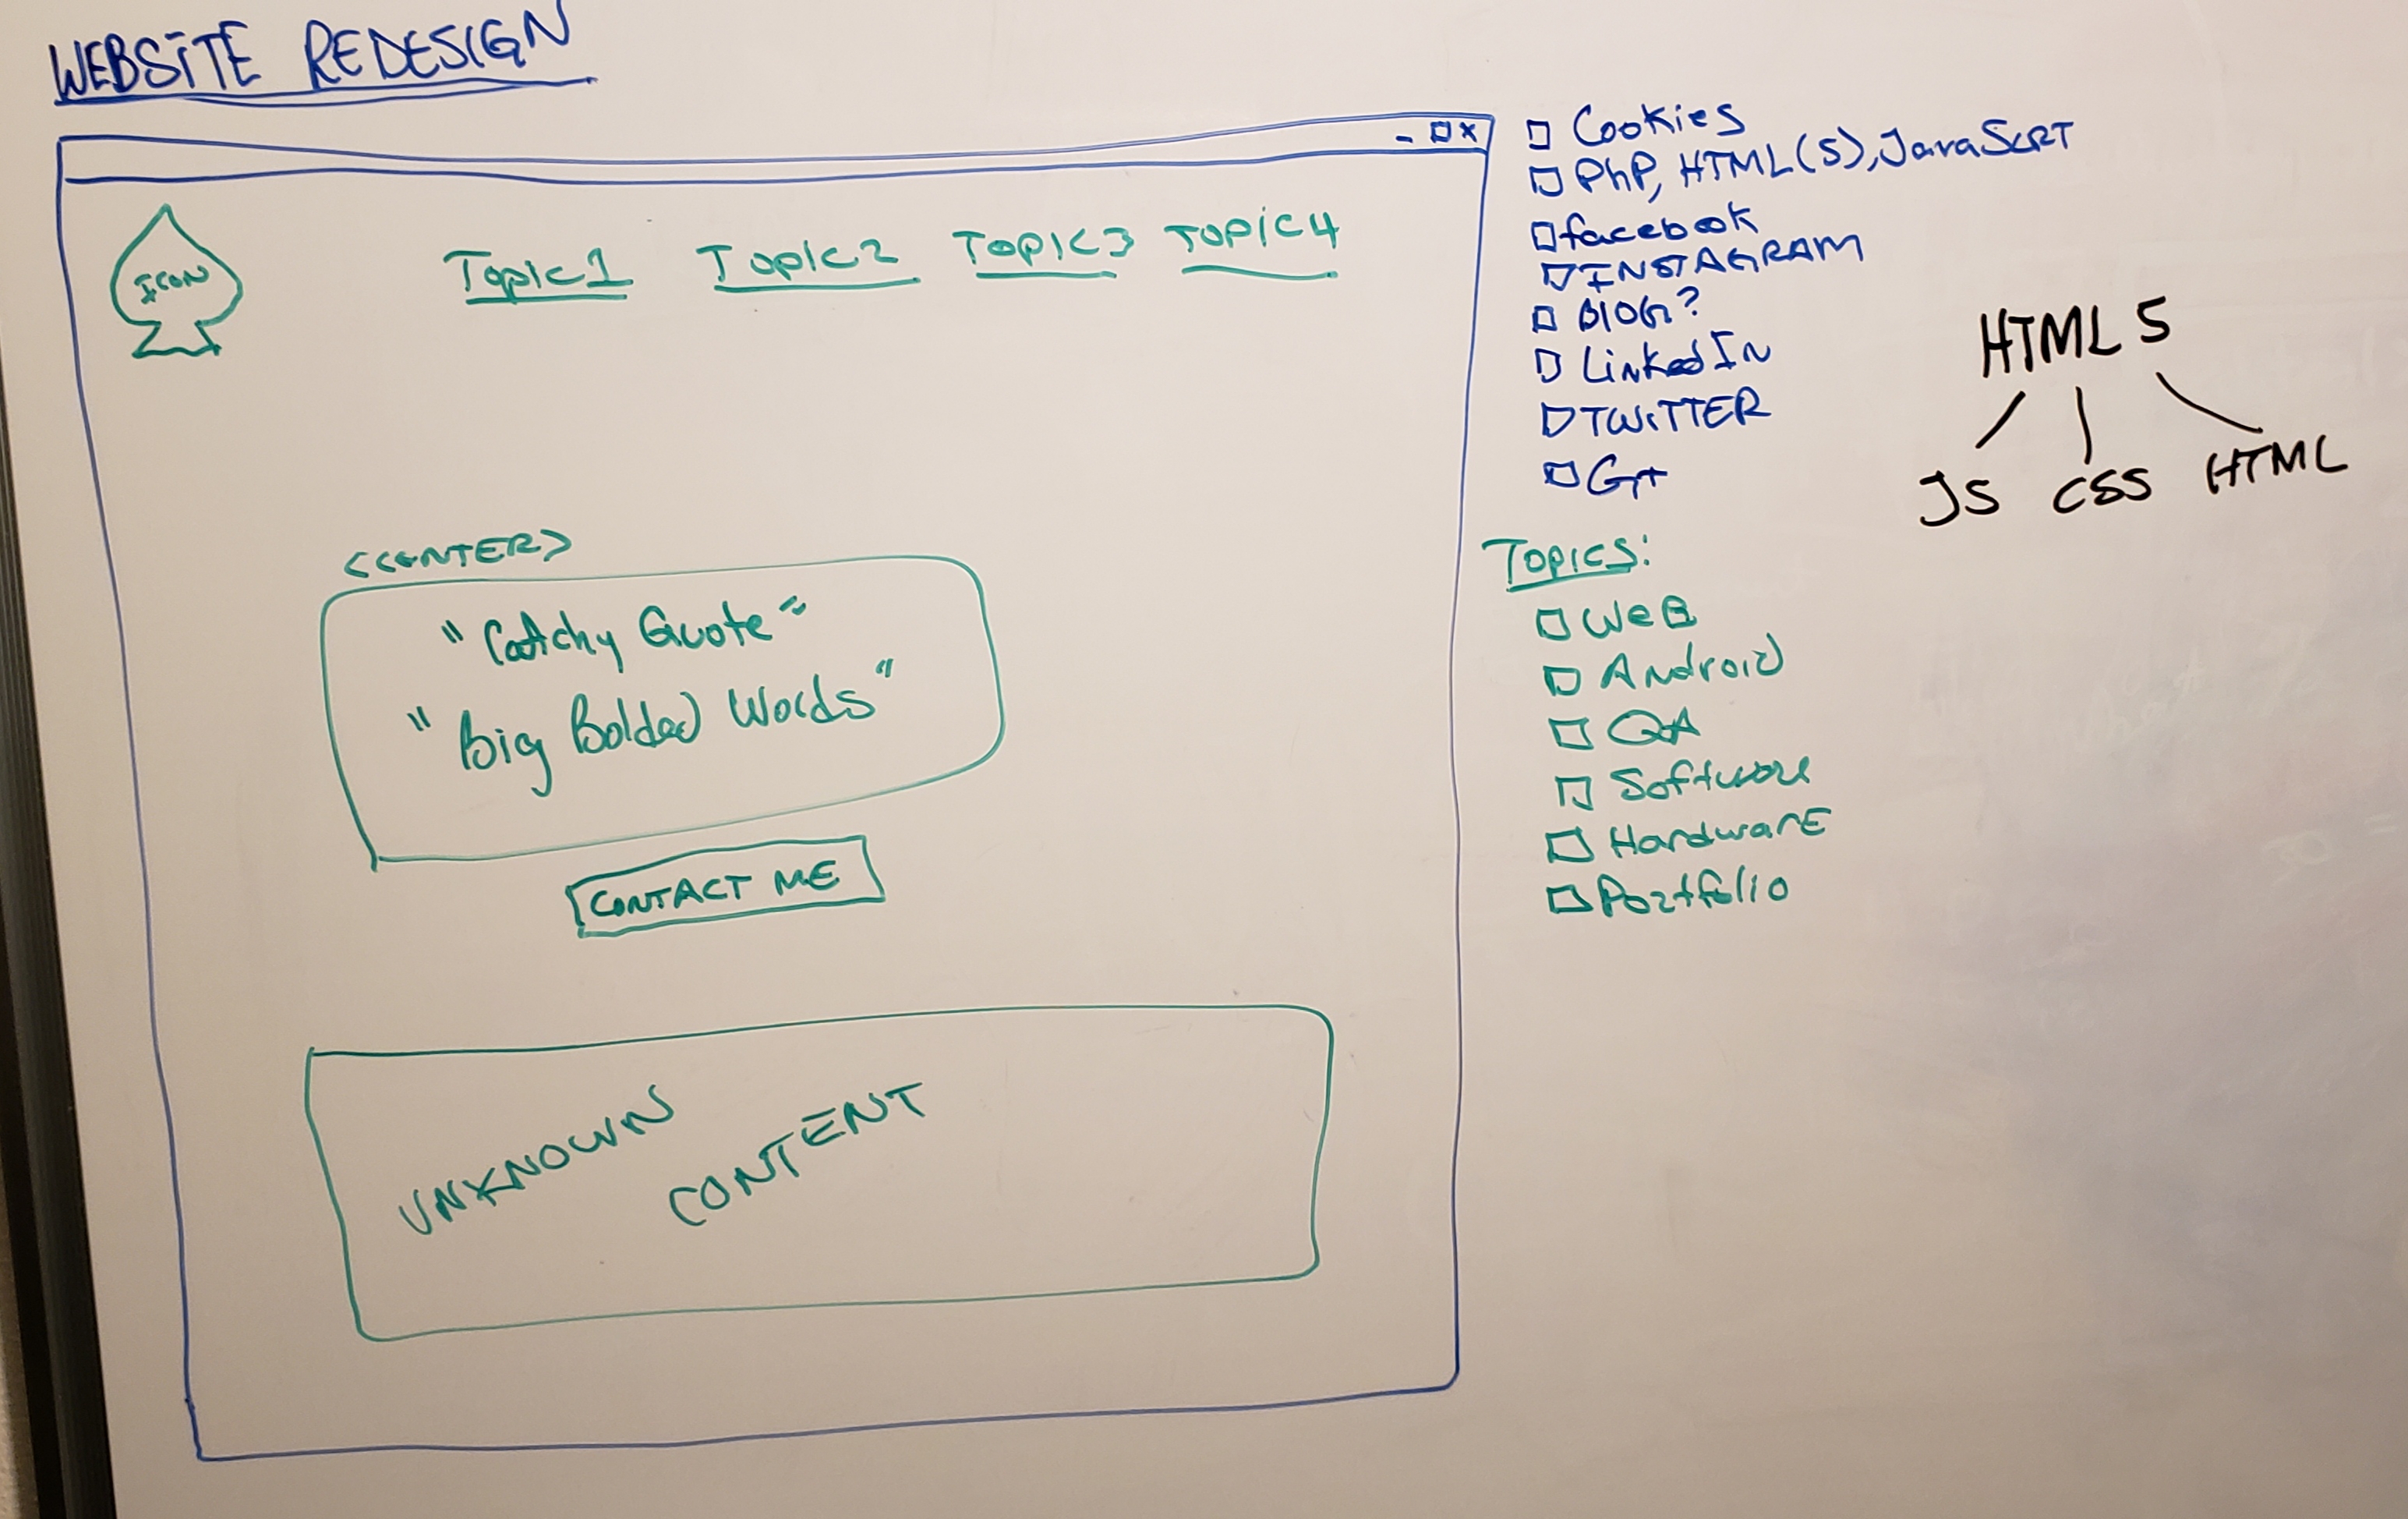 WEBSITE REDESIGN
ICON
Topic1 Topic2 Topic3 Topic4
<CENTER>
"Catchy Quote"
"Big Bolded Words"
CONTACT ME
UNKNOWN
CONTENT
Cookies
PhP, HTML(5), JavaScrt
facebook
INSTAGRAM
BlOG?
LinkedIn
TWITTER
G+
HTML 5
JS CSS HTML
Topics:
WeB
Android
QA
Software
HardwarE
Portfolio